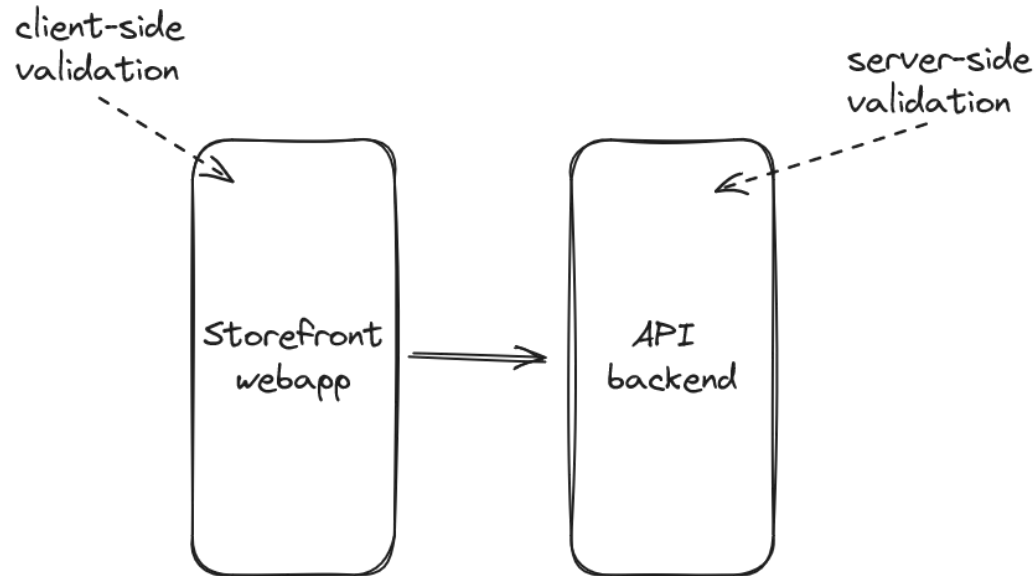 client-side
validation
server-side
validation
Storefront
webapp
API
backend